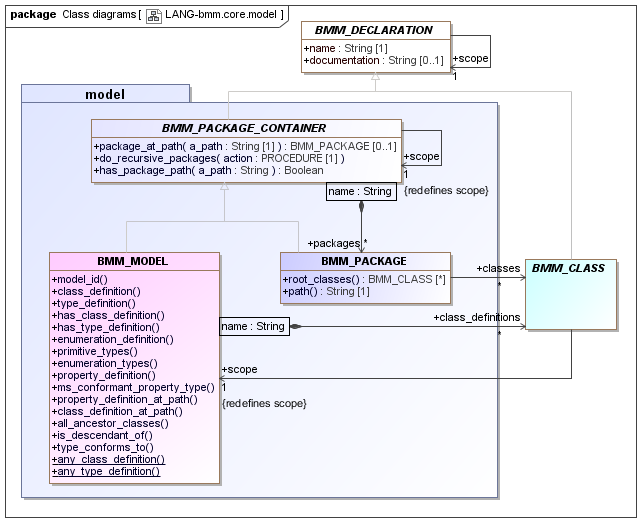 package Class diagrams [ LANG-bmm.core.model ]
BMM_DECLARATION
+name : String [1]
+documentation : String [0..1]
+scope
1
model
BMM_PACKAGE_CONTAINER
+package_at_path( a_path : String [1] ) : BMM_PACKAGE [0..1]
+do_recursive_packages( action : PROCEDURE [1] )
+has_package_path( a_path : String ) : Boolean
+scope
1
{redefines scope}
name : String
+packages *
BMM_MODEL
+model_id()
+class_definition()
+type_definition()
+has_class_definition()
+has_type_definition()
+enumeration_definition()
+primitive_types()
+enumeration_types()
+property_definition()
+ms_conformant_property_type()
+property_definition_at_path()
+class_definition_at_path()
+all_ancestor_classes()
+is_descendant_of()
+type_conforms_to()
+any_class_definition()
+any_type_definition()
BMM_PACKAGE
+root_classes() : BMM_CLASS [*]
+path() : String [1]
+classes
*
BMM_CLASS
name : String
+class_definitions
*
+scope
1
{redefines scope}